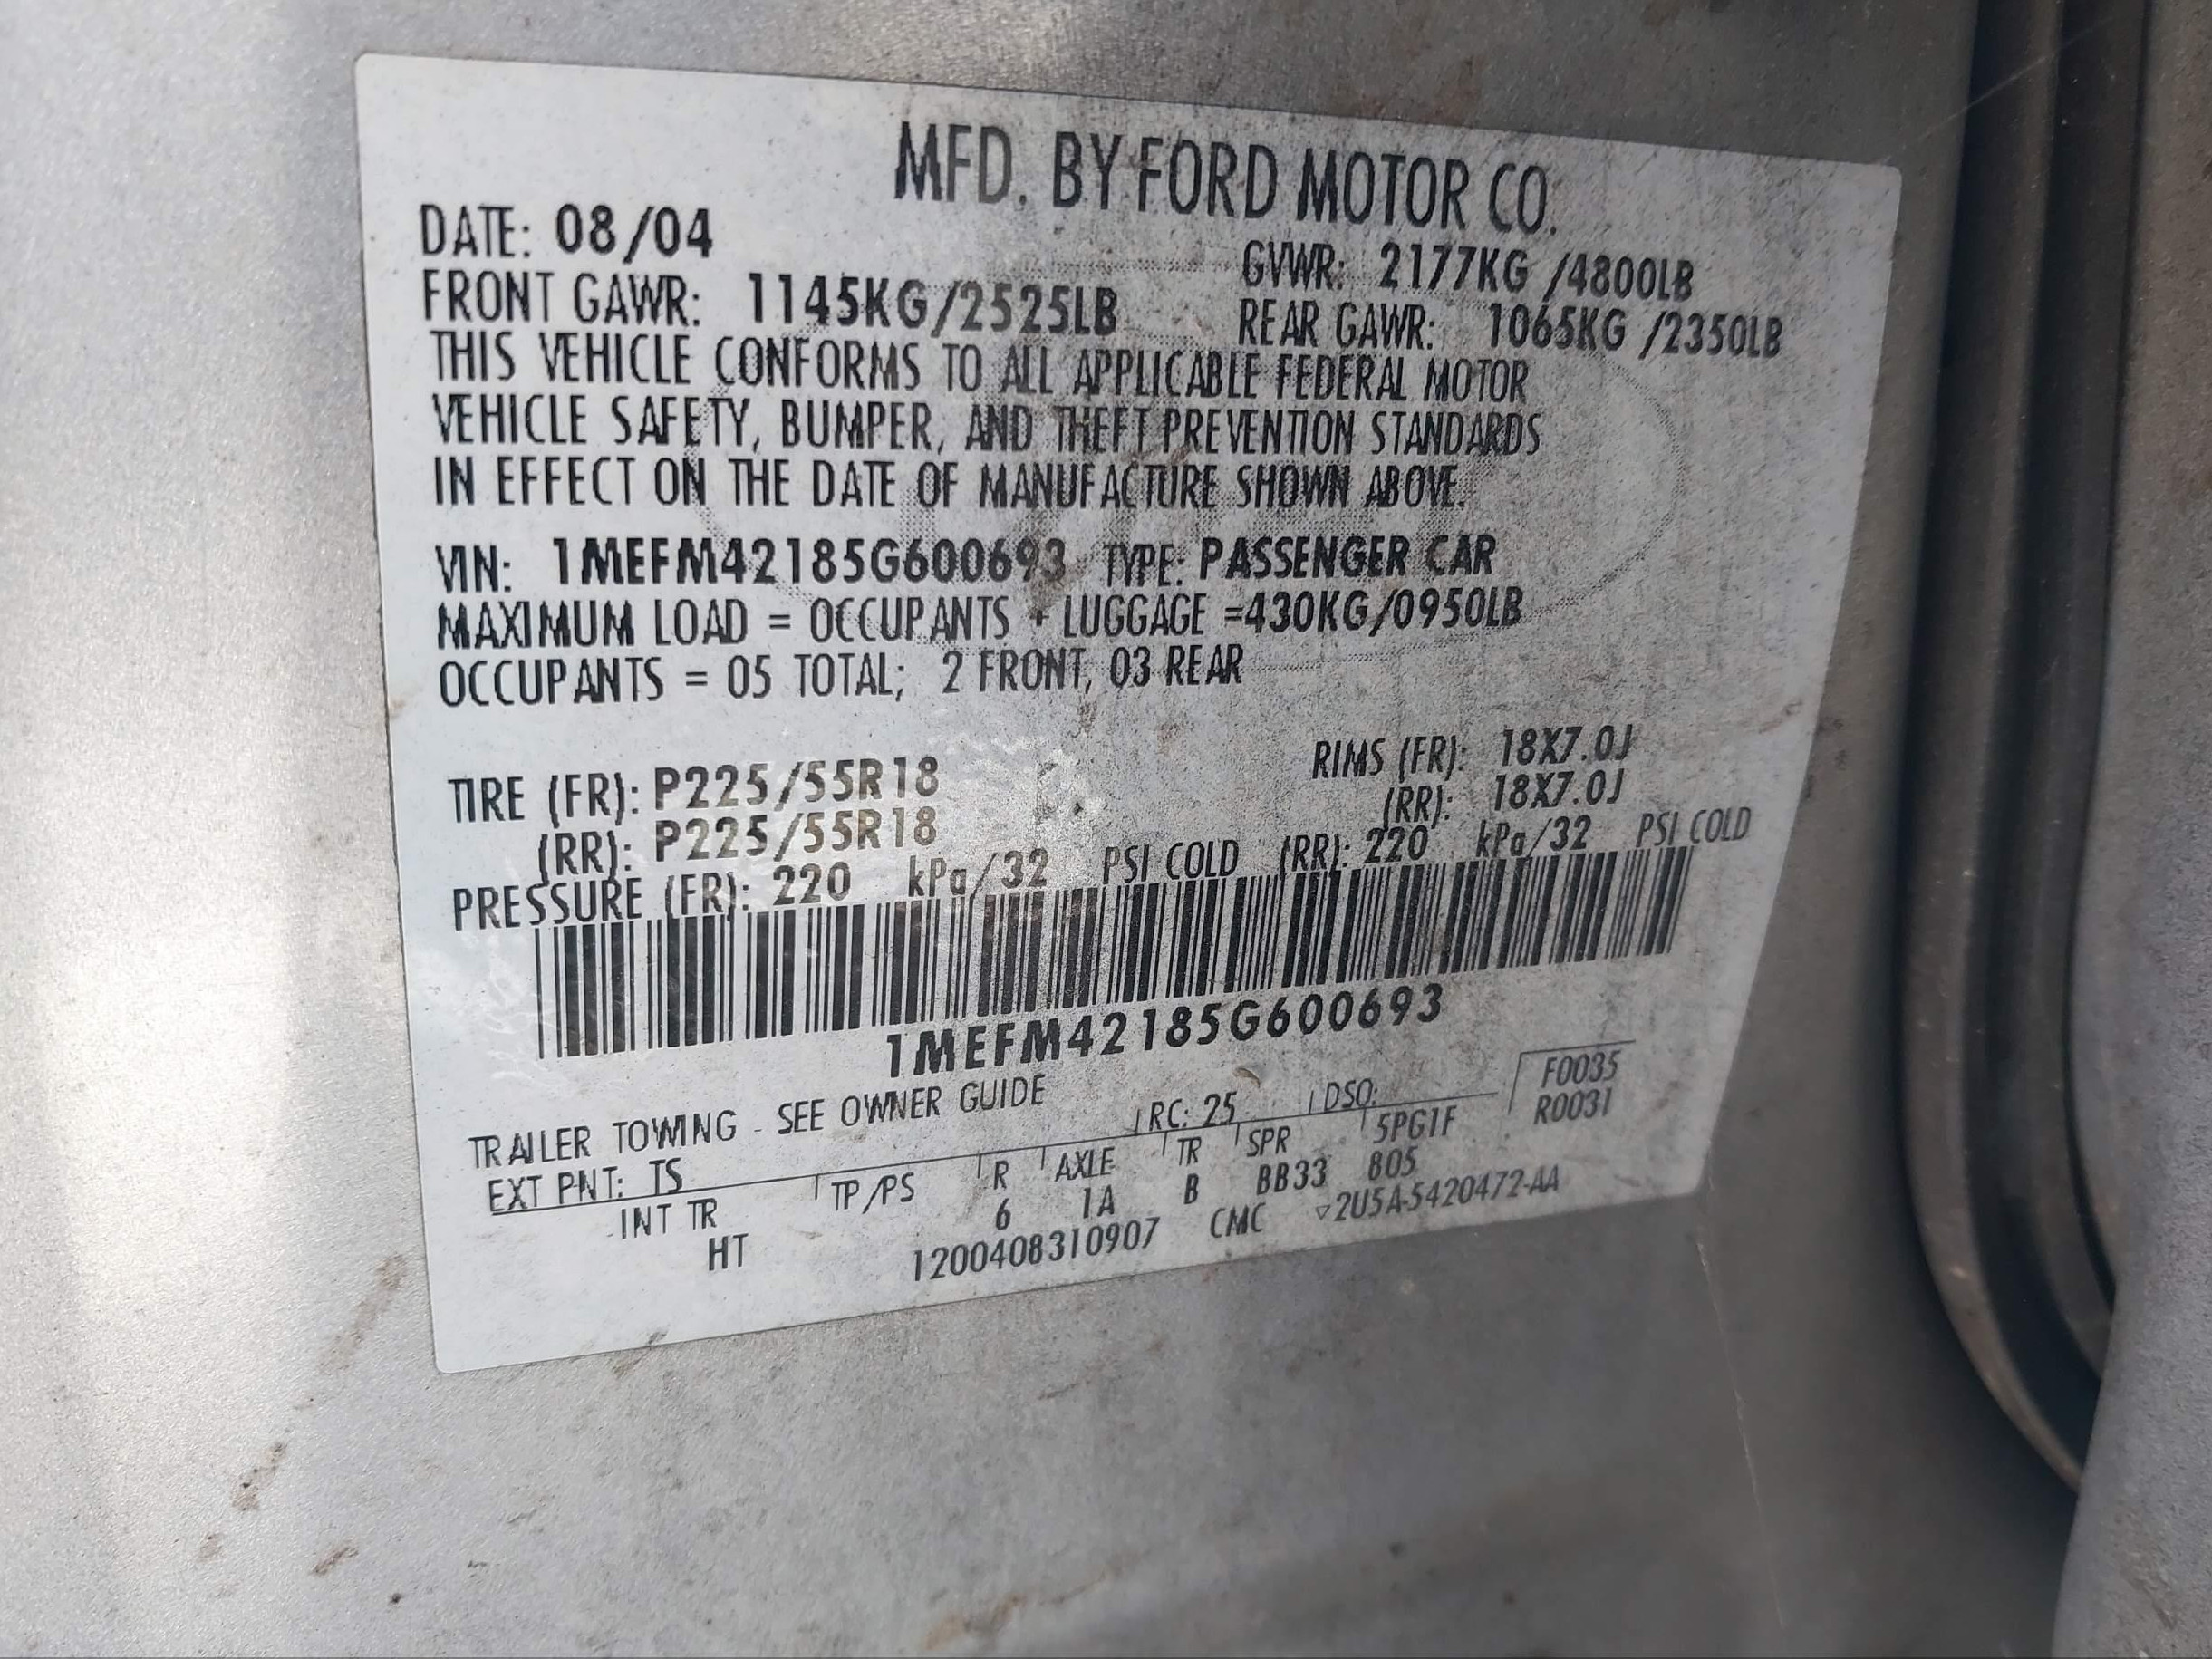 MFD. BY FORD MOTOR CO.
DATE: 08/04
GVWR: 2177KG /4800LB
FRONT GAWR: 1145KG/2525LB
REAR GAWR: 1065KG /2350LB
THIS VEHICLE CONFORMS TO ALL APPLICABLE FEDERAL MOTOR
VEHICLE SAFETY, BUMPER, AND THEFT PREVENTION STANDARDS
IN EFFECT ON THE DATE OF MANUFACTURE SHOWN ABOVE.
VIN: 1MEFM42185G600693 TYPE: PASSENGER CAR
MAXIMUM LOAD = OCCUPANTS + LUGGAGE =430KG/0950LB
OCCUPANTS = 05 TOTAL; 2 FRONT, 03 REAR
TIRE (FR): P225/55R18 RIMS (FR): 18X7.0J
(RR): P225/55R18 (RR): 18X7.0J
PRESSURE (FR): 220 kPa/32 PSI COLD (RR): 220 kPa/32 PSI COLD
1MEFM42185G600693
TRAILER TOWING - SEE OWNER GUIDE
EXT PNT: TS RC: 25 DSO: F0035
R0031
INT TR TP/PS R AXLE TR SPR 5PG1F
HT 6 1A B BB33 805
1200408310907 CMC ▽2U5A-5420472-AA